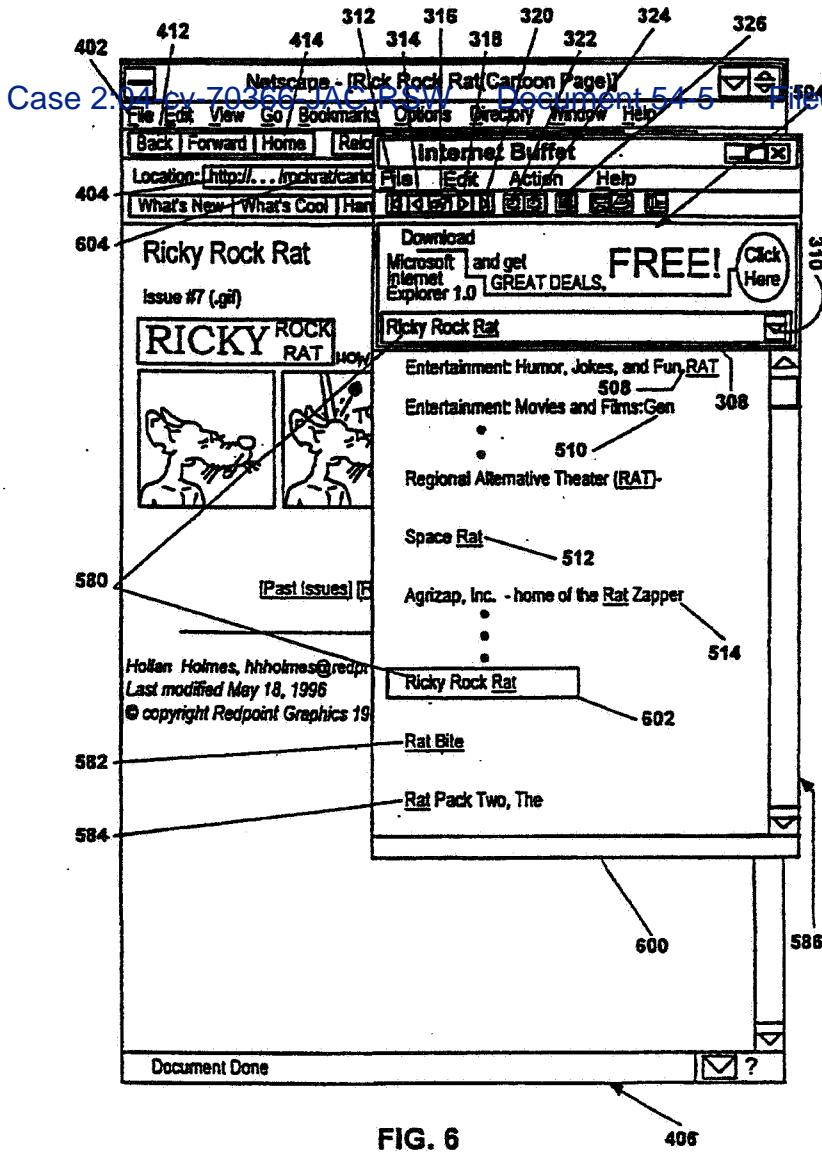 312 316 320 324
326
402 412 414 314 318 322
Netscape - [Rick Rock Rat(Cartoon Page)]
Case 2:04-cv-70366-JAC-RSW Document 54-5 File
504
File Edit View Go Bookmarks Options Directory Window Help
Back Forward Home Relo
Internet Buffet
Location: http://. . . /rockrat/carto
File Edit Action Help
404
What's New What's Cool Han
604
Ricky Rock Rat
Issue #7 (.gif)
Download
Microsoft Internet Explorer 1.0 and get
GREAT DEALS,
FREE!
Click Here
310
Ricky Rock Rat
RICKY ROCK RAT
HOW
Entertainment: Humor, Jokes, and Fun RAT
508
308
Entertainment: Movies and Films:Gen
510
Regional Alternative Theater (RAT)-
Space Rat
512
580
[Past Issues] [F
Agrizap, Inc. - home of the Rat Zapper
514
Hollan Holmes, hhholmes@redpr
Last modified May 18, 1996
© copyright Redpoint Graphics 19
Ricky Rock Rat
602
582
Rat Bite
584
Rat Pack Two, The
600
586
Document Done
?
FIG. 6
406